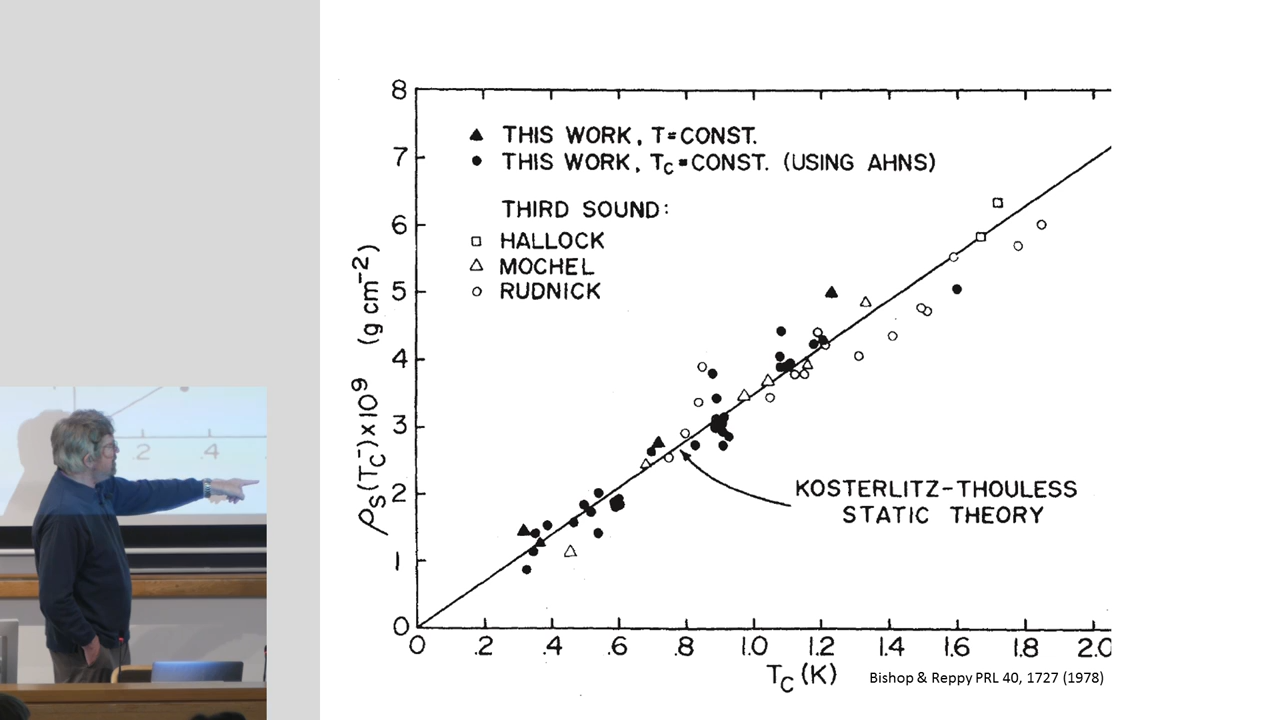 8
7
6
5
4
3
2
1
0
ρS(TC⁻)×10⁹ (g cm⁻²)
▲ THIS WORK, T=CONST.
● THIS WORK, TC=CONST. (USING AHNS)
THIRD SOUND:
□ HALLOCK
△ MOCHEL
○ RUDNICK
KOSTERLITZ-THOULESS
STATIC THEORY
0 .2 .4 .6 .8 1.0 1.2 1.4 1.6 1.8 2.0
TC (K)
Bishop & Reppy PRL 40, 1727 (1978)
.2 .4